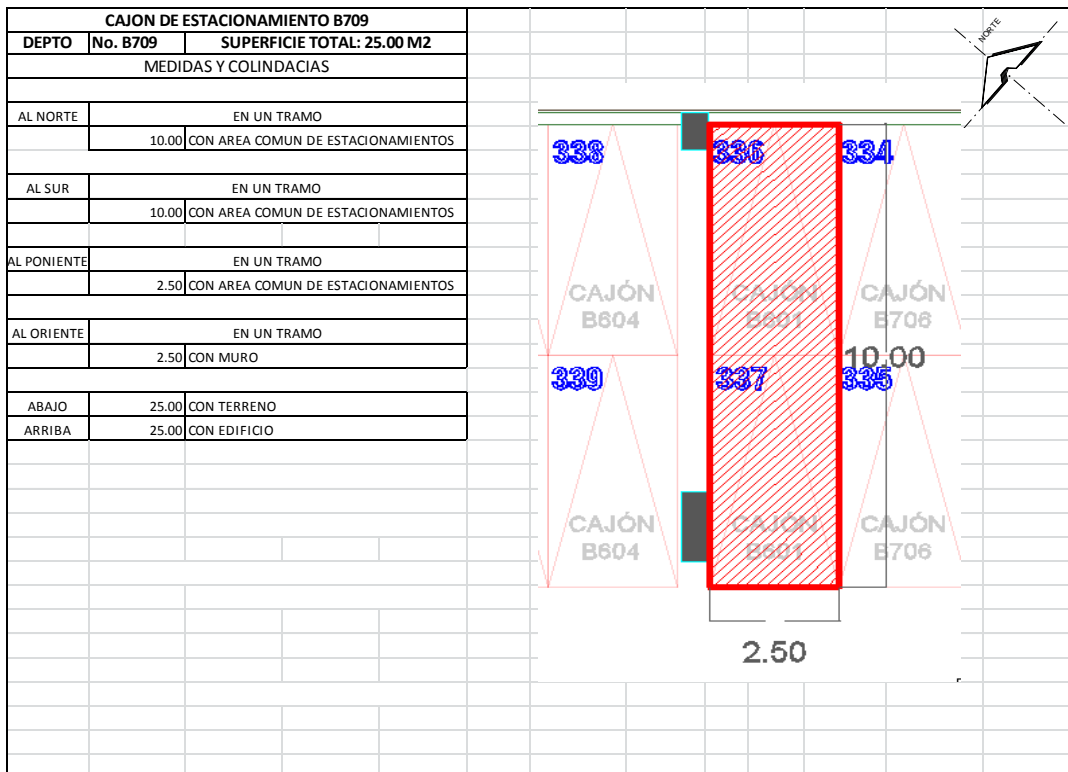 CAJON DE ESTACIONAMIENTO B709
DEPTO No. B709 SUPERFICIE TOTAL: 25.00 M2
MEDIDAS Y COLINDACIAS
AL NORTE EN UN TRAMO
10.00 CON AREA COMUN DE ESTACIONAMIENTOS
AL SUR EN UN TRAMO
10.00 CON AREA COMUN DE ESTACIONAMIENTOS
AL PONIENTE EN UN TRAMO
2.50 CON AREA COMUN DE ESTACIONAMIENTOS
AL ORIENTE EN UN TRAMO
2.50 CON MURO
ABAJO 25.00 CON TERRENO
ARRIBA 25.00 CON EDIFICIO
NORTE
338 336 334
CAJÓN CAJÓN CAJÓN
B604 B601 B706
10.00
339 337 335
CAJÓN CAJÓN CAJÓN
B604 B601 B706
2.50